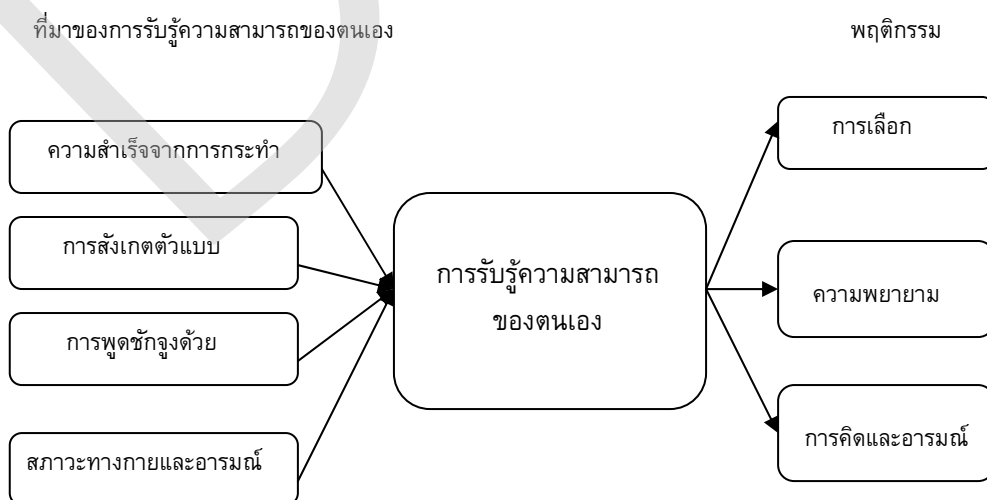 ที่มาของการรับรู้ความสามารถของตนเอง
พฤติกรรม
ความสำเร็จจากการกระทำ
การสังเกตตัวแบบ
การพูดชักจูงด้วย
สภาวะทางกายและอารมณ์
การรับรู้ความสามารถ
ของตนเอง
การเลือก
ความพยายาม
การคิดและอารมณ์